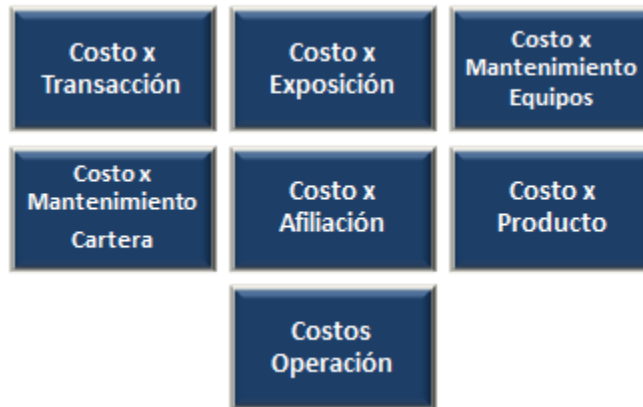 Costo x
Transacción
Costo x
Exposición
Costo x
Mantenimiento
Equipos
Costo x
Mantenimiento
Cartera
Costo x
Afiliación
Costo x
Producto
Costos
Operación